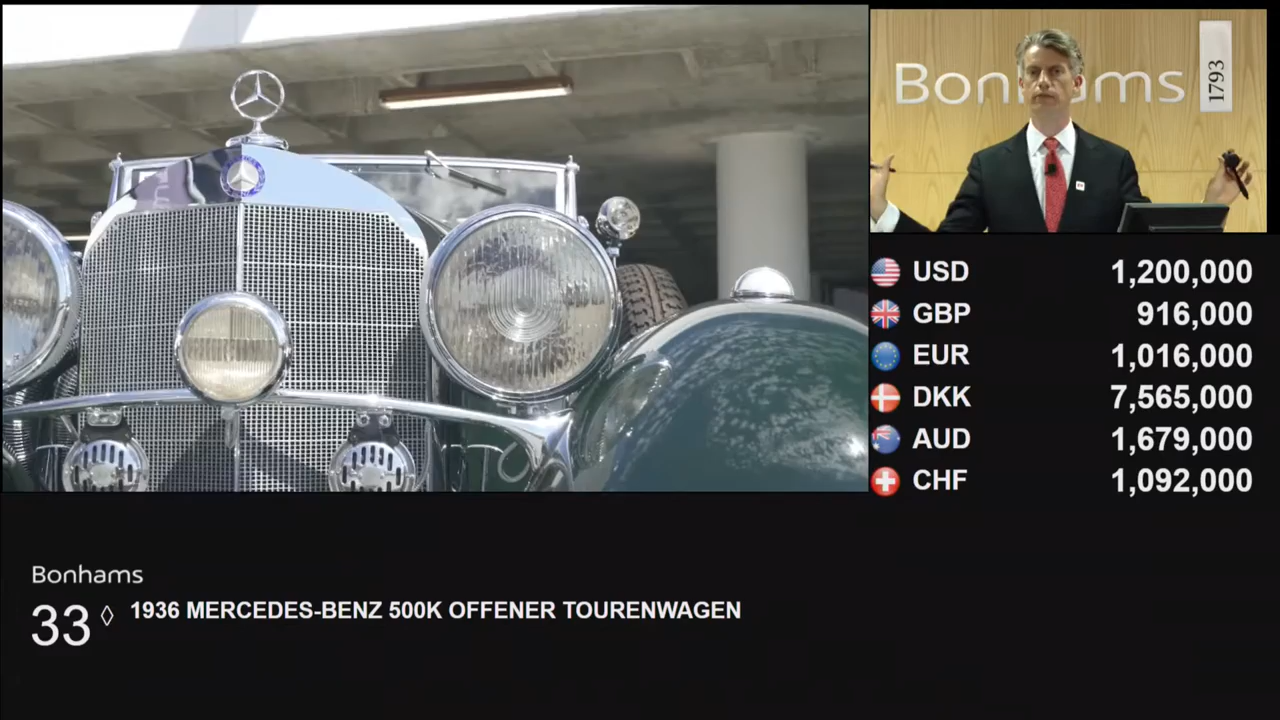 Bonhams
1793
USD 1,200,000
GBP 916,000
EUR 1,016,000
DKK 7,565,000
AUD 1,679,000
CHF 1,092,000
Bonhams
33 ◊ 1936 MERCEDES-BENZ 500K OFFENER TOURENWAGEN